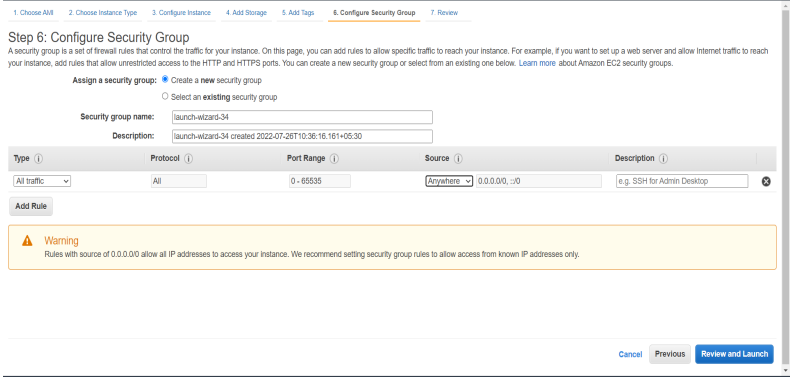 1. Choose AMI 2. Choose Instance Type 3. Configure Instance 4. Add Storage 5. Add Tags 6. Configure Security Group 7. Review
Step 6: Configure Security Group
A security group is a set of firewall rules that control the traffic for your instance. On this page, you can add rules to allow specific traffic to reach your instance. For example, if you want to set up a web server and allow Internet traffic to reach
your instance, add rules that allow unrestricted access to the HTTP and HTTPS ports. You can create a new security group or select from an existing one below. Learn more about Amazon EC2 security groups.
Assign a security group: Create a new security group
Select an existing security group
Security group name: launch-wizard-34
Description: launch-wizard-34 created 2022-07-26T10:36:16.161+05:30
Type i Protocol i Port Range i Source i Description i
All traffic All 0 - 65535 Anywhere 0.0.0.0/0, ::/0 e.g. SSH for Admin Desktop
Add Rule
Warning
Rules with source of 0.0.0.0/0 allow all IP addresses to access your instance. We recommend setting security group rules to allow access from known IP addresses only.
Cancel Previous Review and Launch